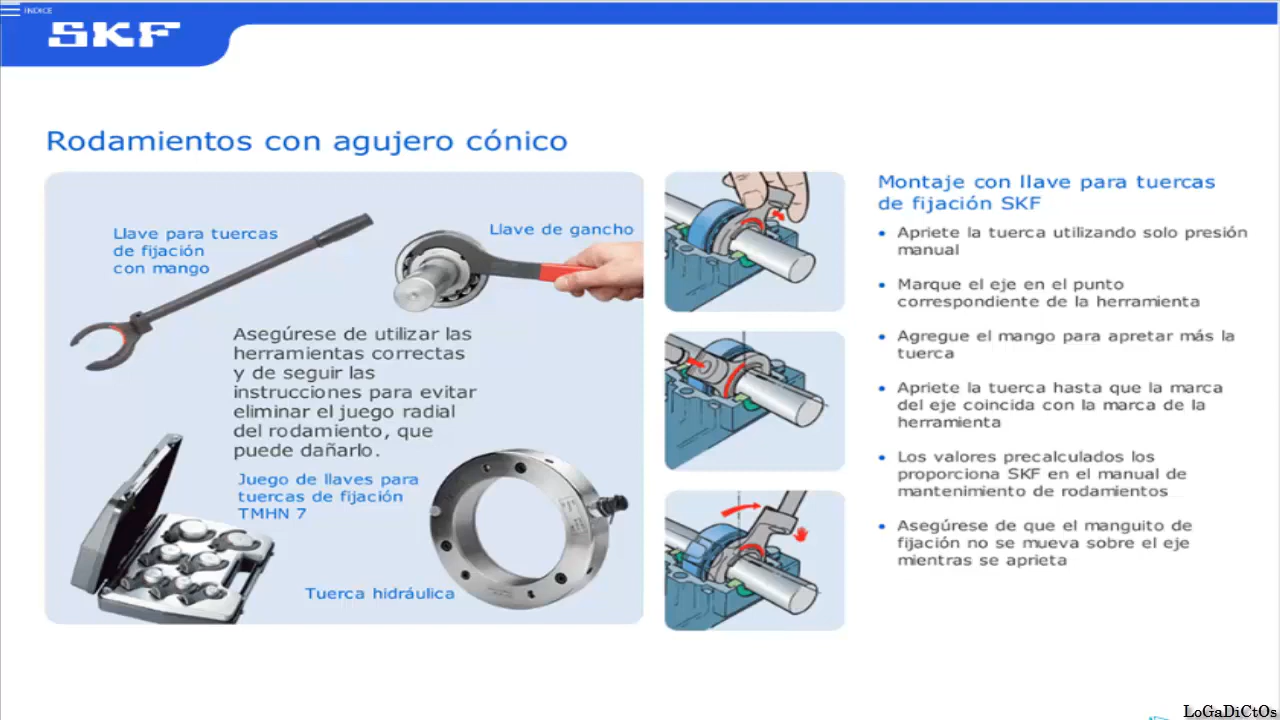 ÍNDICE
SKF
Rodamientos con agujero cónico
Llave para tuercas
de fijación
con mango
Llave de gancho
Asegúrese de utilizar las
herramientas correctas
y de seguir las
instrucciones para evitar
eliminar el juego radial
del rodamiento, que
puede dañarlo.
Juego de llaves para
tuercas de fijación
TMHN 7
Tuerca hidráulica
Montaje con llave para tuercas
de fijación SKF
• Apriete la tuerca utilizando solo presión
manual
• Marque el eje en el punto
correspondiente de la herramienta
• Agregue el mango para apretar más la
tuerca
• Apriete la tuerca hasta que la marca
del eje coincida con la marca de la
herramienta
• Los valores precalculados los
proporciona SKF en el manual de
mantenimiento de rodamientos
• Asegúrese de que el manguito de
fijación no se mueva sobre el eje
mientras se aprieta
LoGaDiCtOs